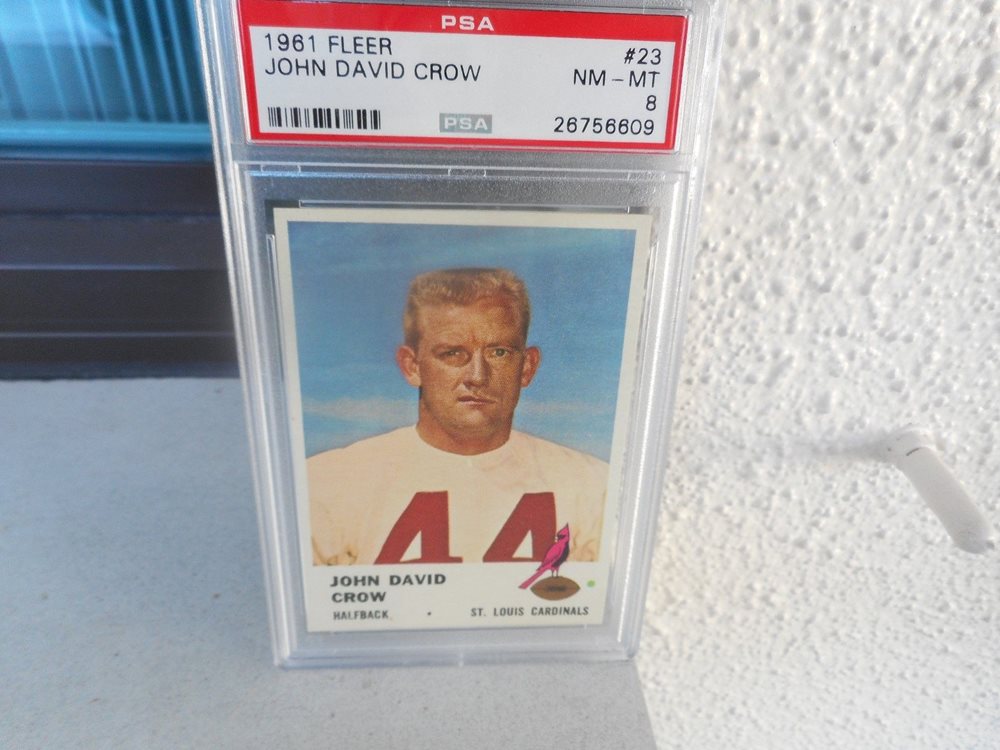 PSA
1961 FLEER #23
JOHN DAVID CROW NM-MT
8
PSA 26756609
44
JOHN DAVID
CROW
HALFBACK • ST. LOUIS CARDINALS